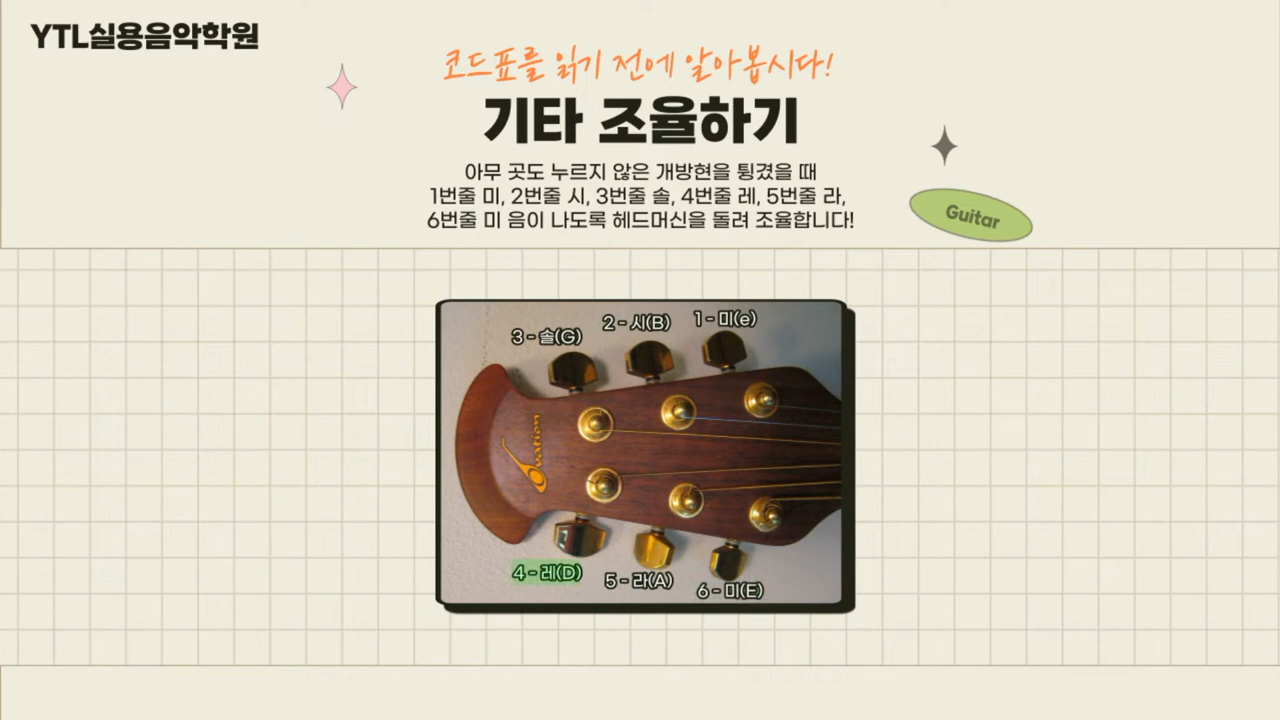 YTL실용음악학원
코드표를 읽기 전에 알아봅시다!
기타 조율하기
아무 곳도 누르지 않은 개방현을 튕겼을 때
1번줄 미, 2번줄 시, 3번줄 솔, 4번줄 레, 5번줄 라,
6번줄 미 음이 나도록 헤드머신을 돌려 조율합니다!
Guitar
3 - 솔(G)
2 - 시(B)
1 - 미(e)
Ovation
4 - 레(D)
5 - 라(A)
6 - 미(E)